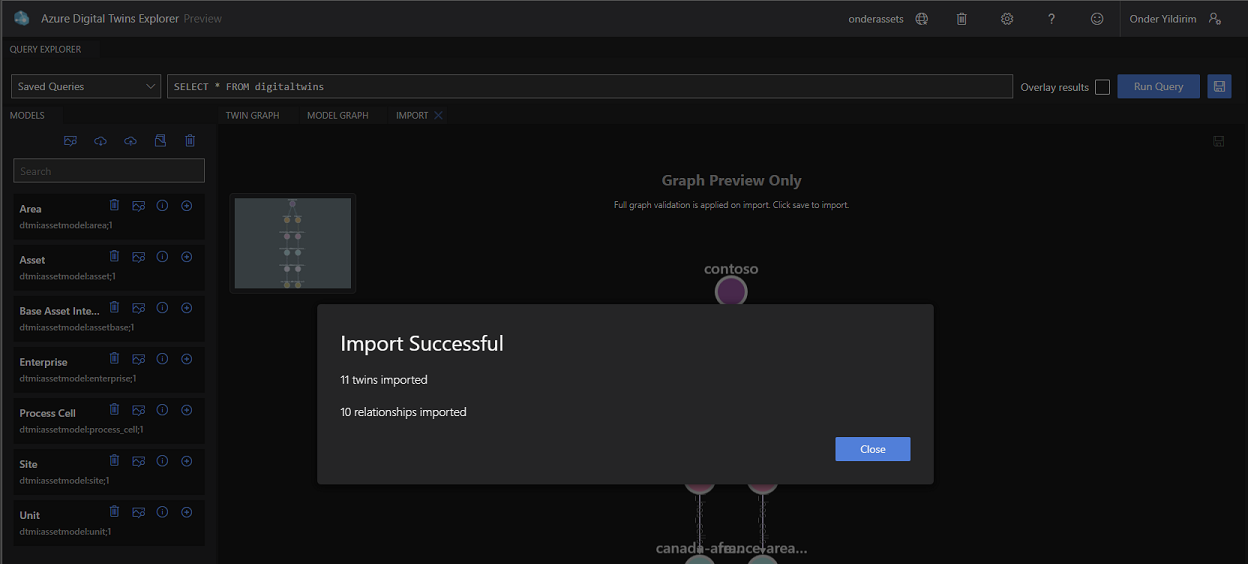 Azure Digital Twins Explorer Preview
onderassets
?
Onder Yildirim
QUERY EXPLORER
Saved Queries
SELECT * FROM digitaltwins
Overlay results
Run Query
MODELS
TWIN GRAPH
MODEL GRAPH
IMPORT
Search
Graph Preview Only
Full graph validation is applied on import. Click save to import.
Area
dtmi:assetmodel:area;1
Asset
dtmi:assetmodel:asset;1
Base Asset Inte...
dtmi:assetmodel:assetbase;1
Enterprise
dtmi:assetmodel:enterprise;1
Process Cell
dtmi:assetmodel:process_cell;1
Site
dtmi:assetmodel:site;1
Unit
dtmi:assetmodel:unit;1
contoso
Import Successful
11 twins imported
10 relationships imported
Close